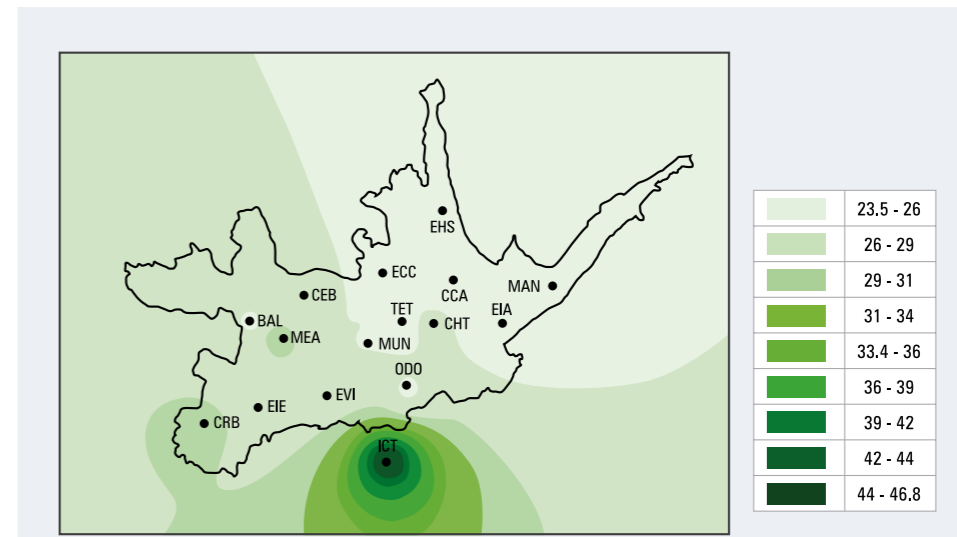 EHS
ECC
CCA
MAN
CEB
TET
EIA
BAL
CHT
MEA
MUN
ODO
EVI
EIE
CRB
ICT
23.5 - 26
26 - 29
29 - 31
31 - 34
33.4 - 36
36 - 39
39 - 42
42 - 44
44 - 46.8